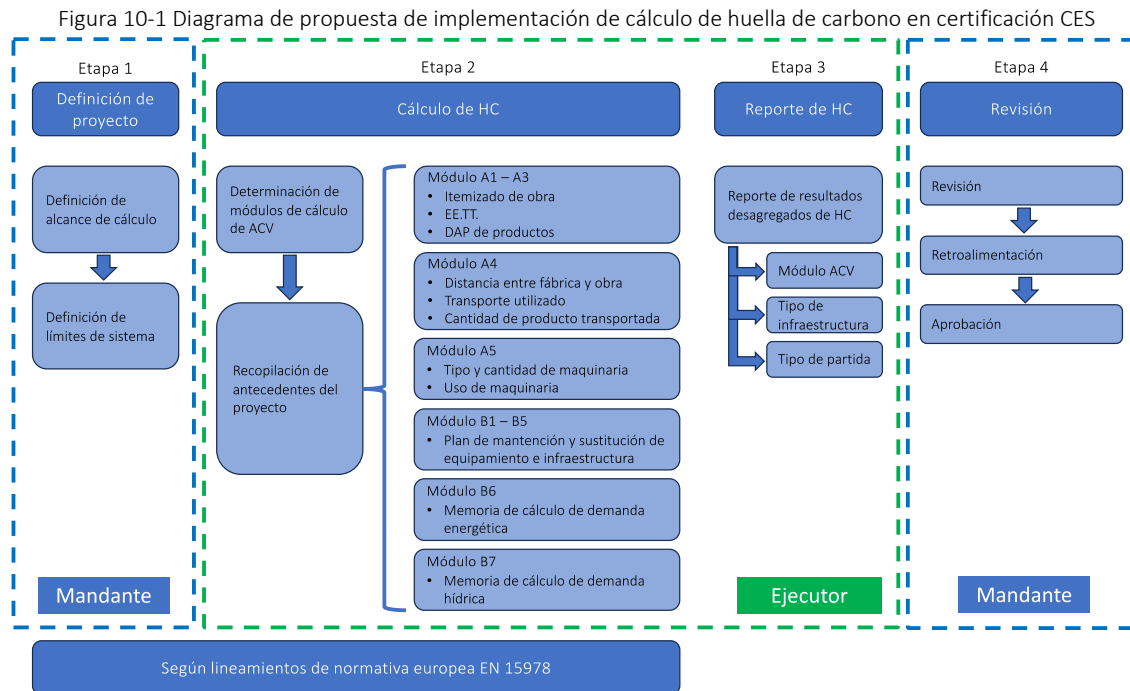 Figura 10-1 Diagrama de propuesta de implementación de cálculo de huella de carbono en certificación CES
Etapa 1
Definición de
proyecto
Definición de
alcance de cálculo
Definición de
límites de sistema
Mandante
Etapa 2
Cálculo de HC
Determinación de
módulos de cálculo
de ACV
Recopilación de
antecedentes del
proyecto
Módulo A1 – A3
• Itemizado de obra
• EE.TT.
• DAP de productos
Módulo A4
• Distancia entre fábrica y obra
• Transporte utilizado
• Cantidad de producto transportada
Módulo A5
• Tipo y cantidad de maquinaria
• Uso de maquinaria
Módulo B1 – B5
• Plan de mantención y sustitución de
equipamiento e infraestructura
Módulo B6
• Memoria de cálculo de demanda
energética
Módulo B7
• Memoria de cálculo de demanda
hídrica
Etapa 3
Reporte de HC
Reporte de resultados
desagregados de HC
Módulo ACV
Tipo de
infraestructura
Tipo de partida
Ejecutor
Etapa 4
Revisión
Revisión
Retroalimentación
Aprobación
Mandante
Según lineamientos de normativa europea EN 15978